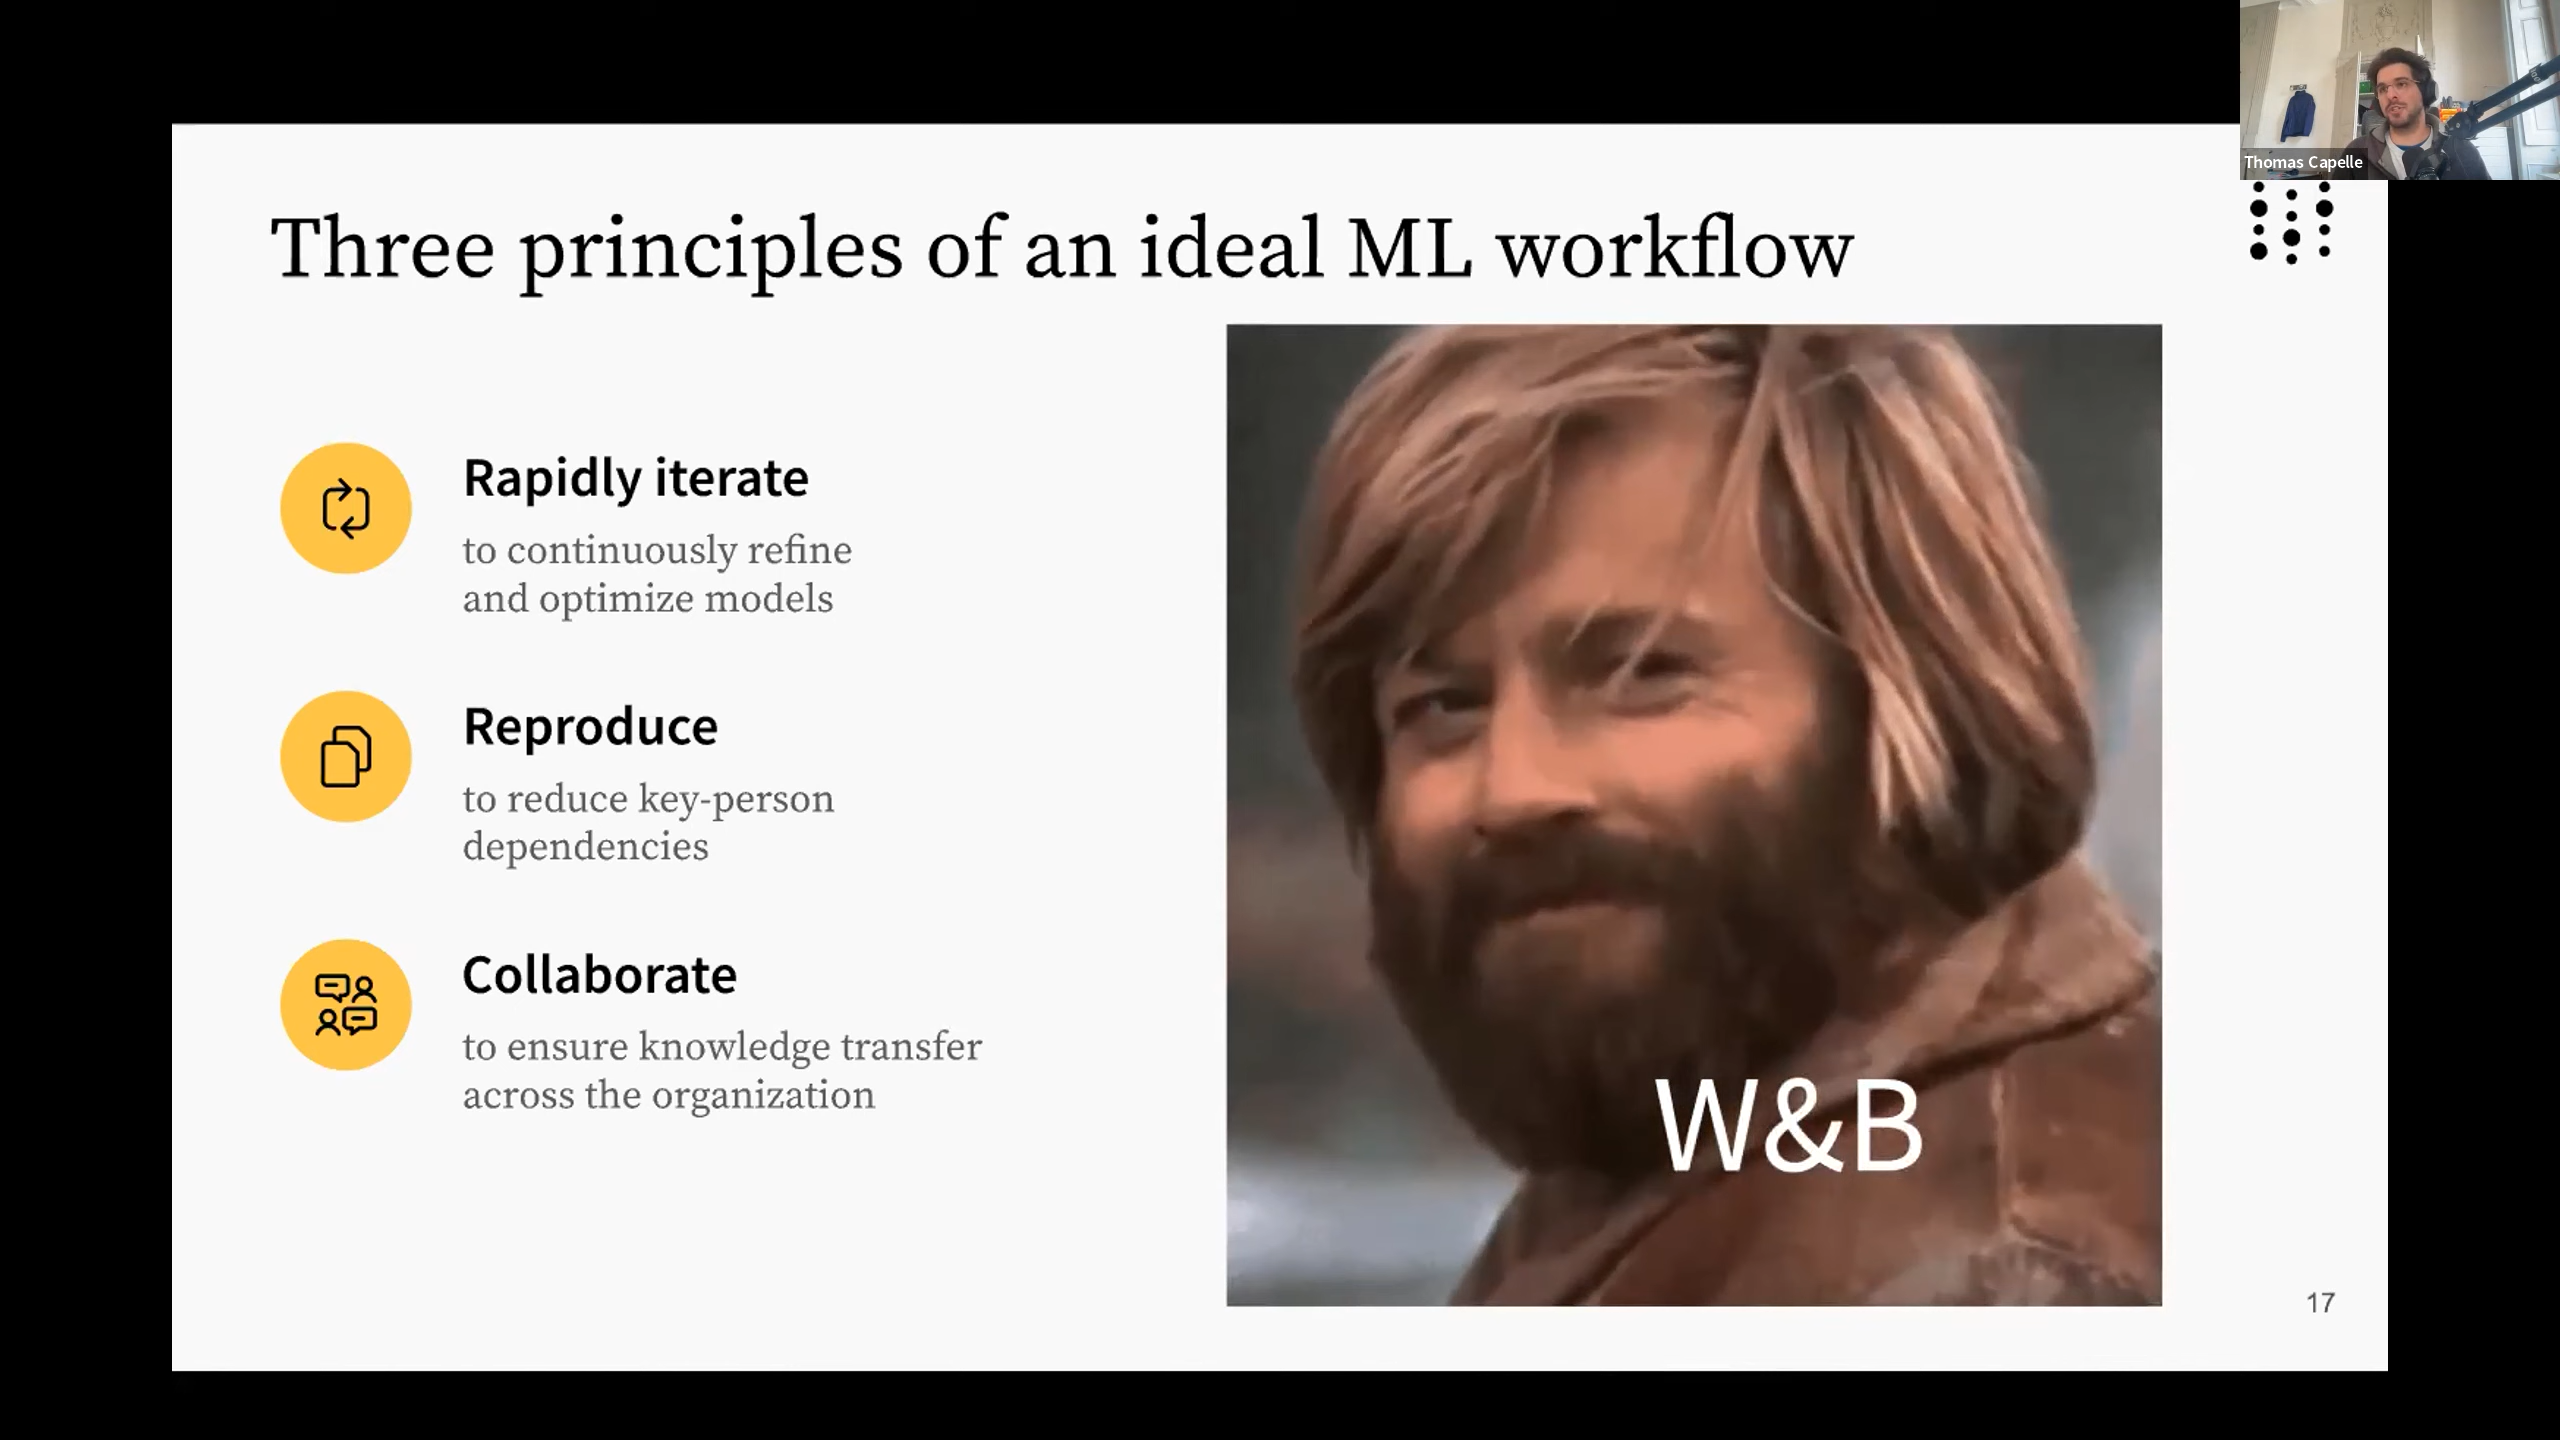 Thomas Capelle
Three principles of an ideal ML workflow
Rapidly iterate
to continuously refine
and optimize models
Reproduce
to reduce key-person
dependencies
Collaborate
to ensure knowledge transfer
across the organization
W&B
17